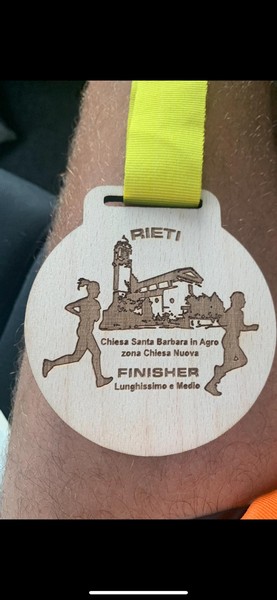 RIETI
Chiesa Santa Barbara in Agro
zona Chiesa Nuova
FINISHER
Lunghissimo e Medio